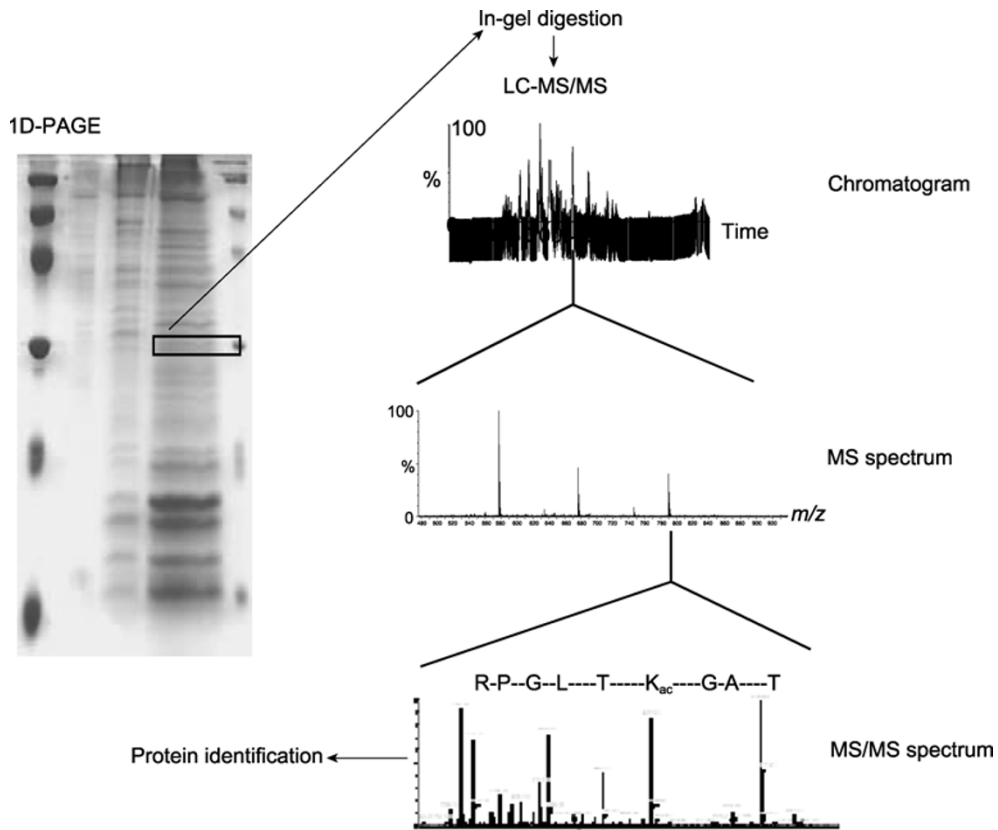 In-gel digestion
LC-MS/MS
1D-PAGE
100
%
Time
Chromatogram
100
%
0
m/z
MS spectrum
R-P--G--L----T-----Kac----G-A----T
Protein identification
MS/MS spectrum